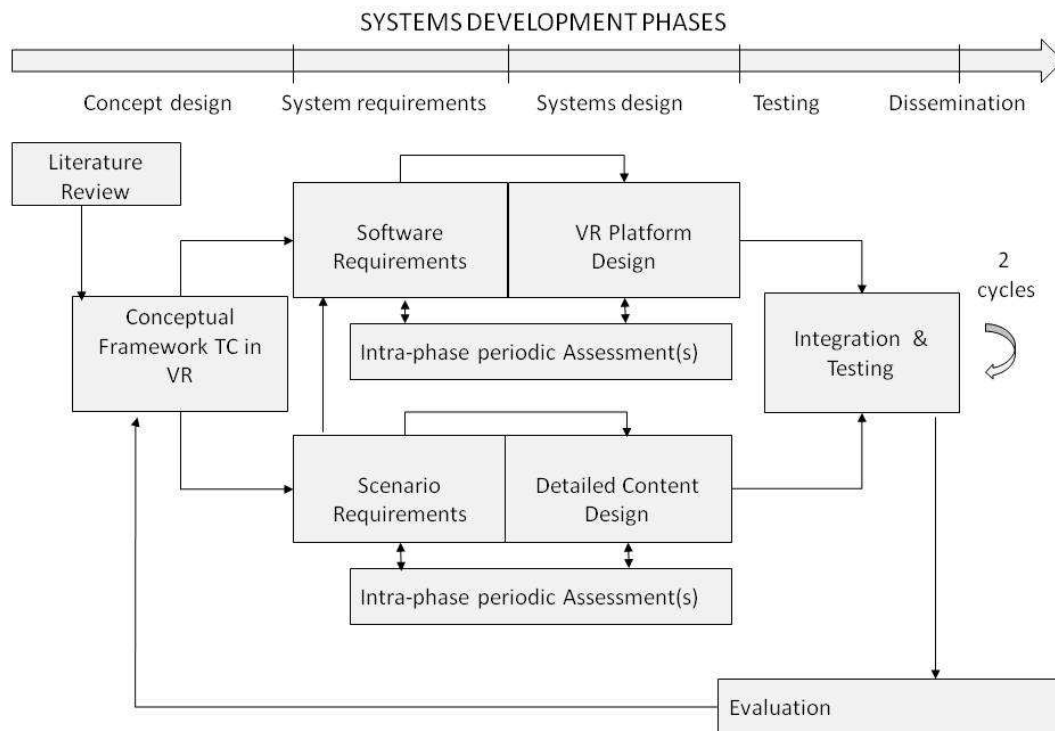 SYSTEMS DEVELOPMENT PHASES
Concept design
System requirements
Systems design
Testing
Dissemination
Literature
Review
Software
Requirements
VR Platform
Design
2
cycles
Conceptual
Framework TC in
VR
Intra-phase periodic Assessment(s)
Integration &
Testing
Scenario
Requirements
Detailed Content
Design
Intra-phase periodic Assessment(s)
Evaluation